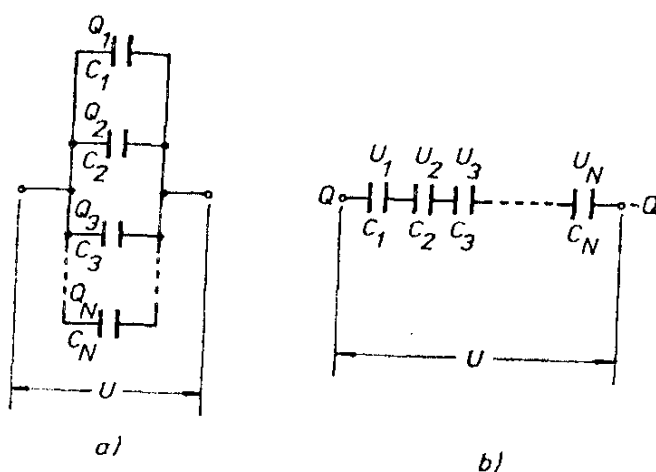 Q1
C1
Q2
C2
Q3
C3
QN
CN
U
a)
U1 U2 U3 UN
Q Q
C1 C2 C3 CN
U
b)